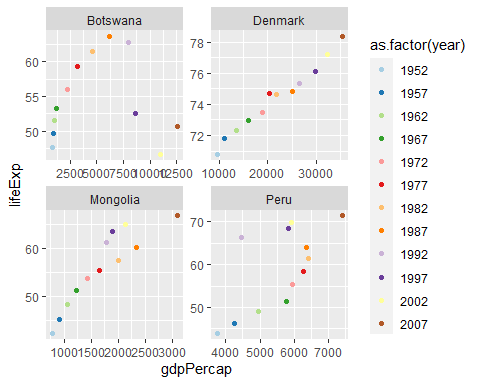 Botswana
Denmark
60
55
50
2500 5000 7500 10000 12500
78
76
74
72
10000 20000 30000
Mongolia
Peru
60
50
1000 1500 2000 2500 3000
70
60
50
4000 5000 6000 7000
lifeExp
gdpPercap
as.factor(year)
1952
1957
1962
1967
1972
1977
1982
1987
1992
1997
2002
2007